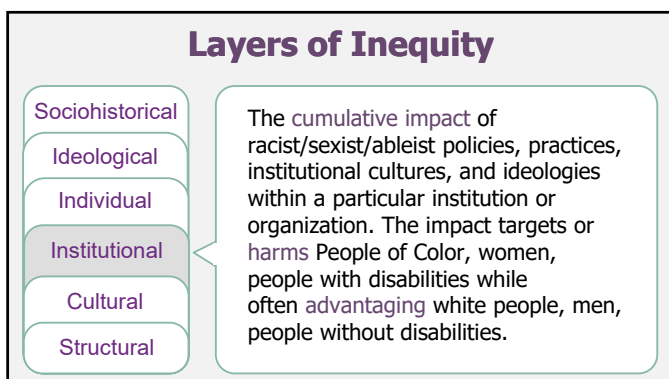 Layers of Inequity
Sociohistorical
Ideological
Individual
Institutional
Cultural
Structural
The cumulative impact of
racist/sexist/ableist policies, practices,
institutional cultures, and ideologies
within a particular institution or
organization. The impact targets or
harms People of Color, women,
people with disabilities while
often advantaging white people, men,
people without disabilities.